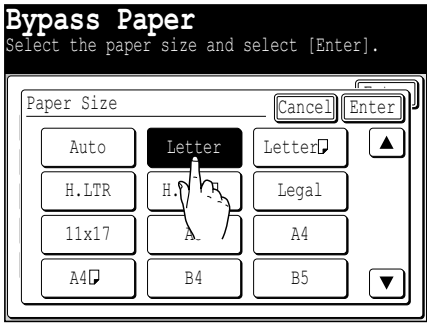 Bypass Paper
Select the paper size and select [Enter].
Paper Size
Cancel
Enter
Auto
Letter
Letter
H.LTR
H.
Legal
11x17
A4
A4
B4
B5